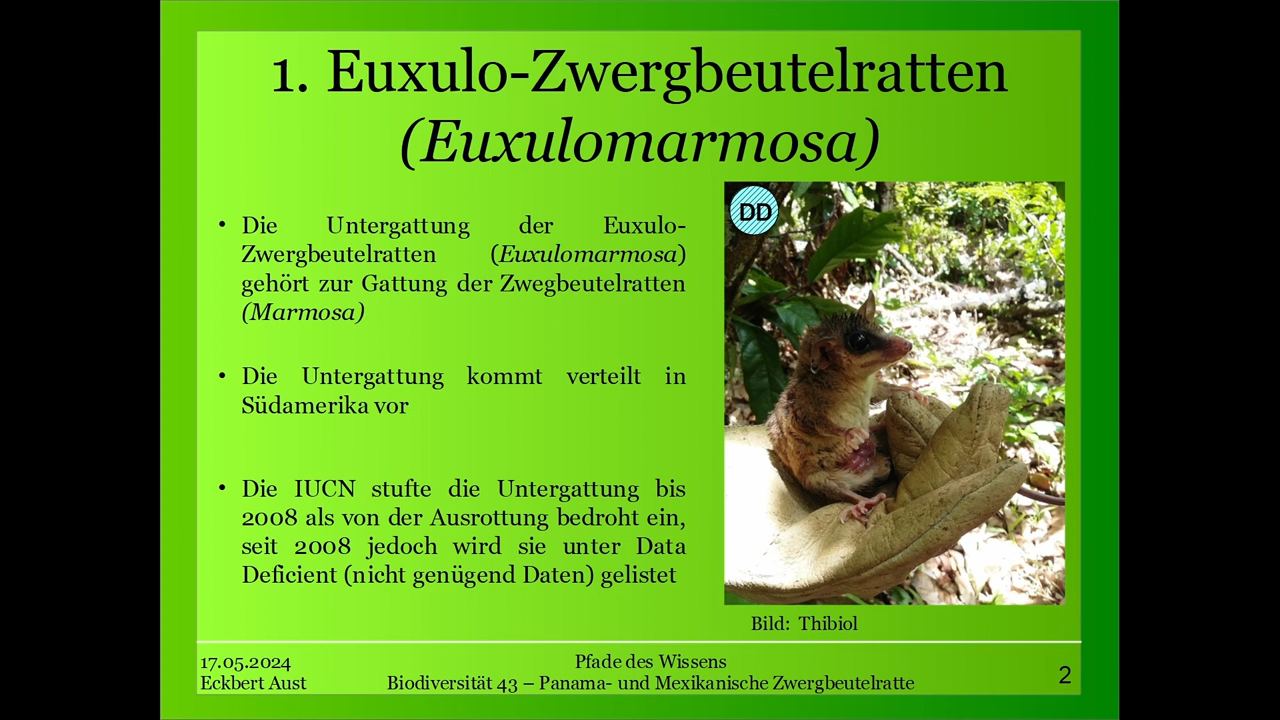 1. Euxulo-Zwergbeutelratten
(Euxulomarmosa)
• Die Untergattung der Euxulo-
Zwergbeutelratten (Euxulomarmosa)
gehört zur Gattung der Zwegbeutelratten
(Marmosa)
• Die Untergattung kommt verteilt in
Südamerika vor
• Die IUCN stufte die Untergattung bis
2008 als von der Ausrottung bedroht ein,
seit 2008 jedoch wird sie unter Data
Deficient (nicht genügend Daten) gelistet
DD
Bild: Thibiol
17.05.2024
Eckbert Aust
Pfade des Wissens
Biodiversität 43 – Panama- und Mexikanische Zwergbeutelratte
2